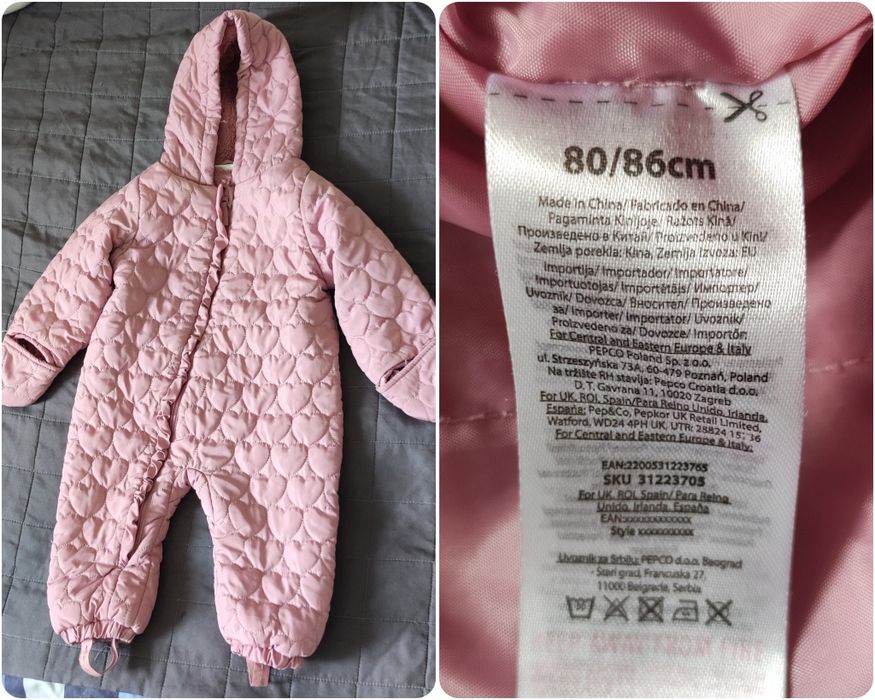 80/86cm
Made in China/ Fabricado en China/
Pagaminta Kinijoje/ Ražots Ķīnā/
Произведено в Китай/ Proizvedeno u Kini/
Zemlja porekla: Kina, Zemlja Izvoza: EU
Importija/ Importador/ Importatore/
Importuotojas/ Importētājs/ Импортер/
Uvoznik/ Dovozca/ Вносител/ Произведено
за/ Importer/ Importator/ Uvoznik/
Proizvedeno za/ Dovozce/ Importőr:
For Central and Eastern Europe & Italy
PEPCO Poland Sp. z.o.o.
ul. Strzeszyńska 73A, 60-479 Poznań, Poland
Na tržište RH stavlja: Pepco Croatia d.o.o.
D.T. Gavrana 11, 10020 Zagreb
For UK, ROI, Spain/Para Reino Unido, Irlanda,
España: Pep&Co, Pepkor UK Retail Limited,
Watford, WD24 4PH UK, UTR: 28824
For Central and Eastern Europe & Italy:
EAN:2200531223765
SKU 31223705
For UK, ROI, Spain/ Para Reino
Unido, Irlanda, España
EAN:xxxxxxxxxxxxx
Style xxxxxxxxxxx
Uvoznik za Srbiju: PEPCO d.o.o. Beograd
- Stari grad, Francuska 27,
11000 Belgrade, Serbia